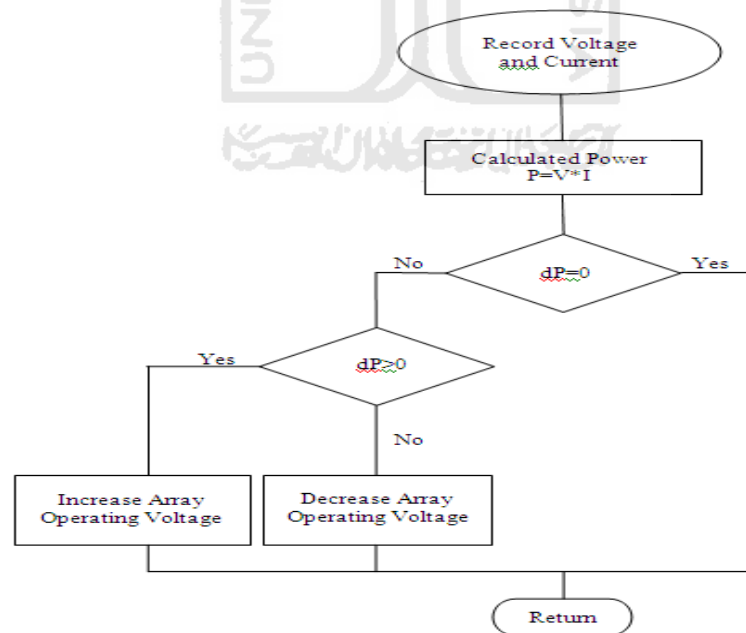 Record Voltage
and Current
Calculated Power
P=V*I
No
dP=0
Yes
Yes
dP>0
No
Increase Array
Operating Voltage
Decrease Array
Operating Voltage
Return
UNI